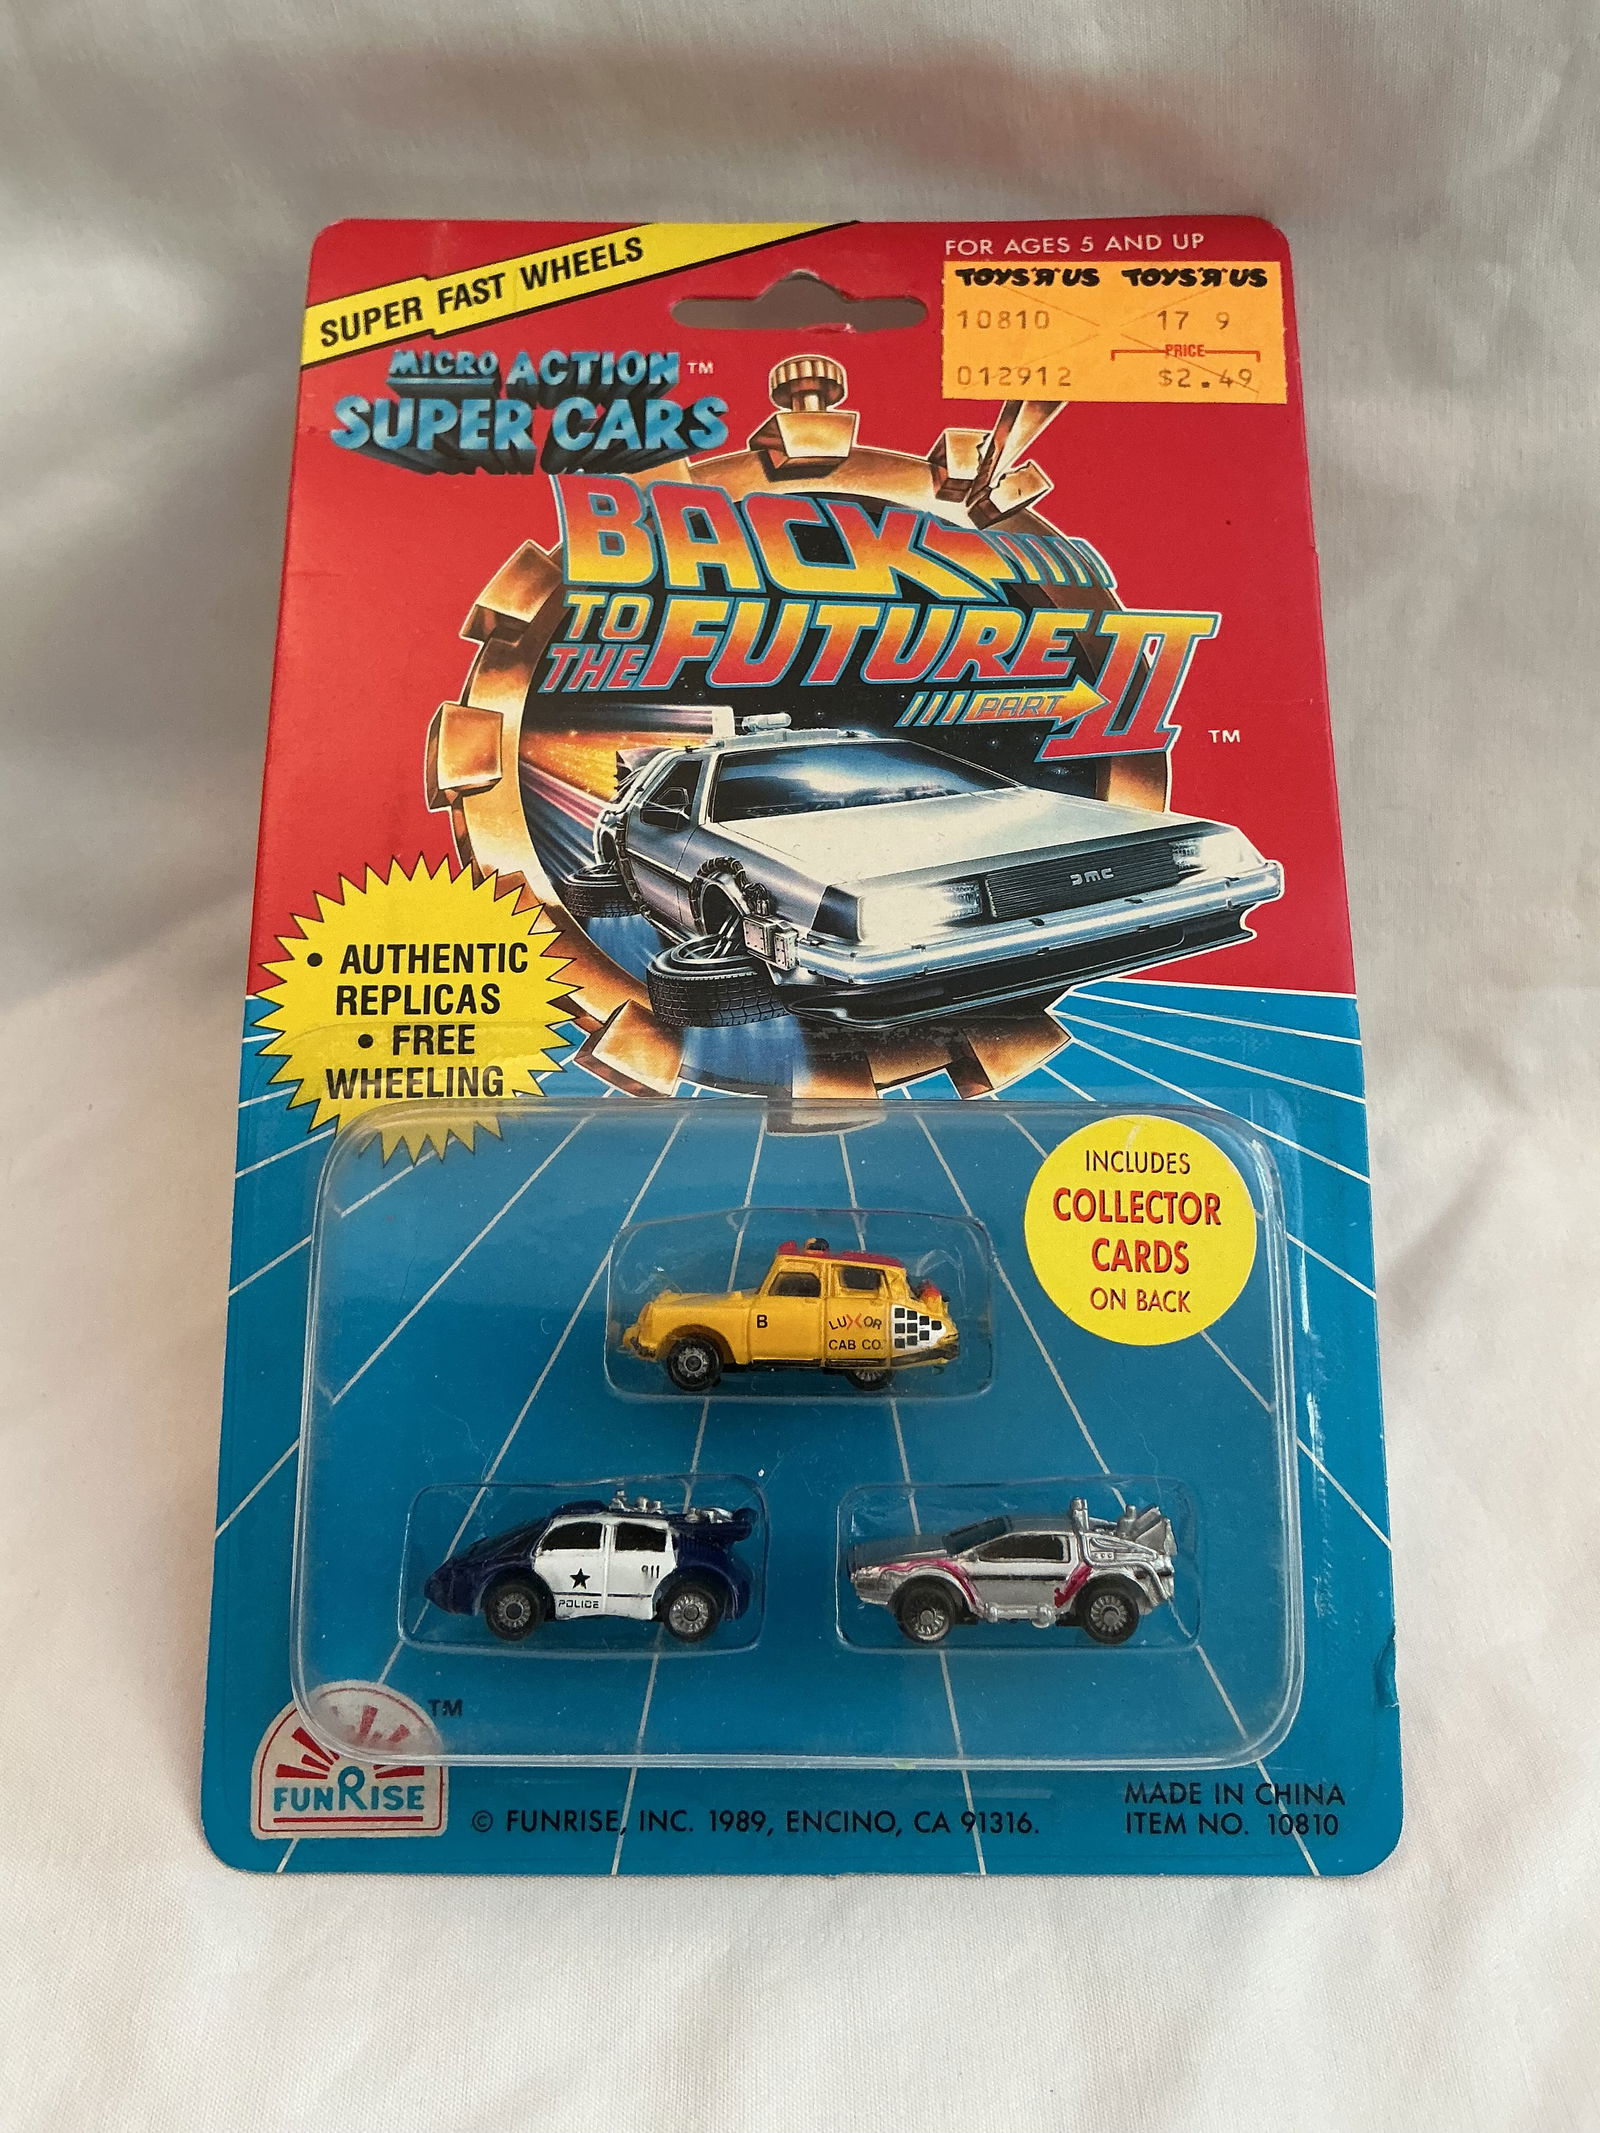 SUPER FAST WHEELS
FOR AGES 5 AND UP
TOYS"R"US TOYS"R"US
10810 17 9
PRICE
012912 $2.49
MICRO ACTION™
SUPER CARS
BACK
TO THE FUTURE
PART II
™
DMC
• AUTHENTIC
REPLICAS
• FREE
WHEELING
INCLUDES
COLLECTOR
CARDS
ON BACK
B
LUXOR
CAB CO.
911
POLICE
TM
FUNRISE
© FUNRISE, INC. 1989, ENCINO, CA 91316.
MADE IN CHINA
ITEM NO. 10810